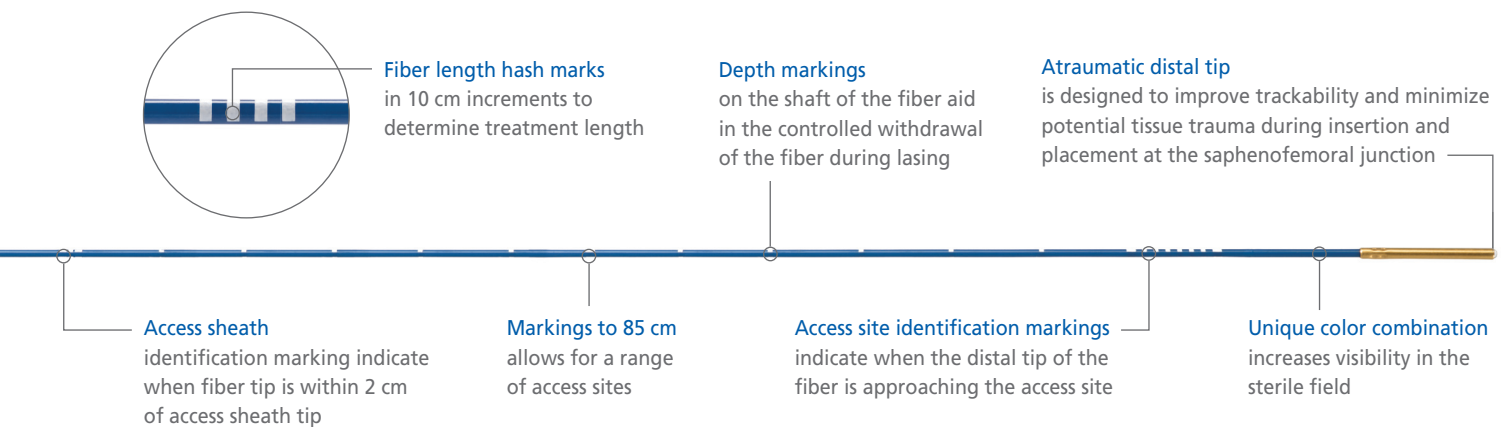 Fiber length hash marks
in 10 cm increments to
determine treatment length
Depth markings
on the shaft of the fiber aid
in the controlled withdrawal
of the fiber during lasing
Atraumatic distal tip
is designed to improve trackability and minimize
potential tissue trauma during insertion and
placement at the saphenofemoral junction
Access sheath
identification marking indicate
when fiber tip is within 2 cm
of access sheath tip
Markings to 85 cm
allows for a range
of access sites
Access site identification markings
indicate when the distal tip of the
fiber is approaching the access site
Unique color combination
increases visibility in the
sterile field